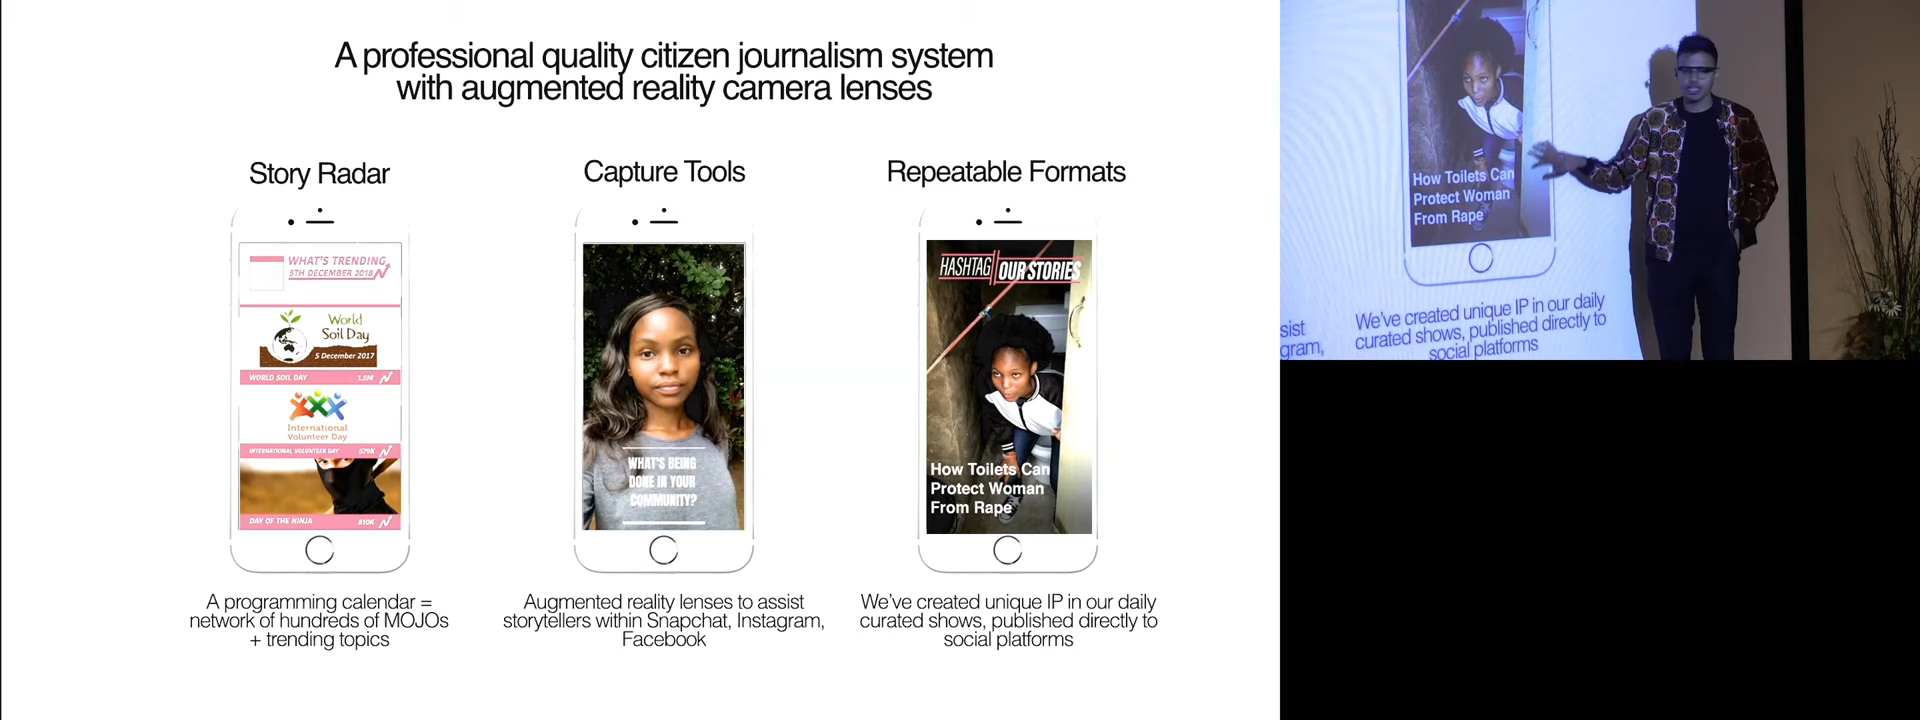 A professional quality citizen journalism system
with augmented reality camera lenses
Story Radar
WHAT'S TRENDING
5TH DECEMBER 2018
World
Soil Day
5 December 2017
WORLD SOIL DAY 1.5M
International
Volunteer Day
INTERNATIONAL VOLUNTEER DAY 579K
DAY OF THE NINJA 810K
A programming calendar =
network of hundreds of MOJOs
+ trending topics
Capture Tools
WHAT'S BEING
DONE IN YOUR
COMMUNITY?
Augmented reality lenses to assist
storytellers within Snapchat, Instagram,
Facebook
Repeatable Formats
HASHTAG OUR STORIES
How Toilets Can
Protect Woman
From Rape
We've created unique IP in our daily
curated shows, published directly to
social platforms
How Toilets Can
Protect Woman
From Rape
sist
gram,
We've created unique IP in our daily
curated shows, published directly to
social platforms